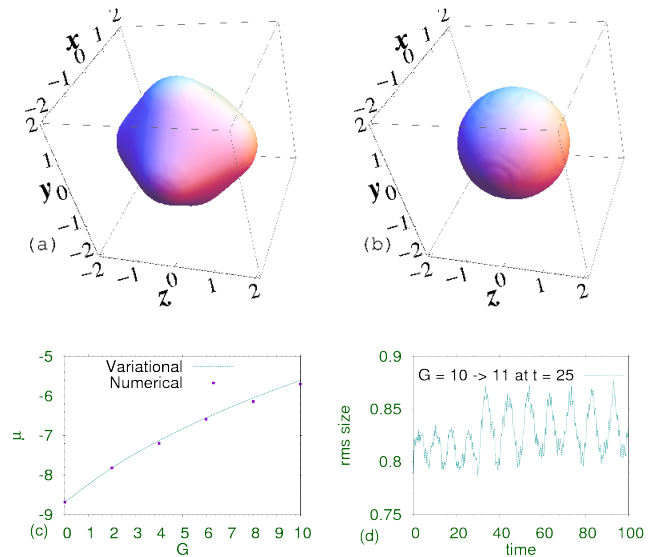 x
2
1
0
−1
−2
2
1
y 0
−1
−2
(a)
−2
−1
0
1
2
z
x
2
1
0
−1
−2
2
1
y 0
−1
−2
(b)
−2
−1
0
1
2
z
-5
-6
-7
-8
-9
μ
Variational
Numerical
0 1 2 3 4 5 6 7 8 9 10
(c)
G
0.9
0.85
0.8
0.75
rms size
G = 10 -> 11 at t = 25
0 20 40 60 80 100
(d)
time